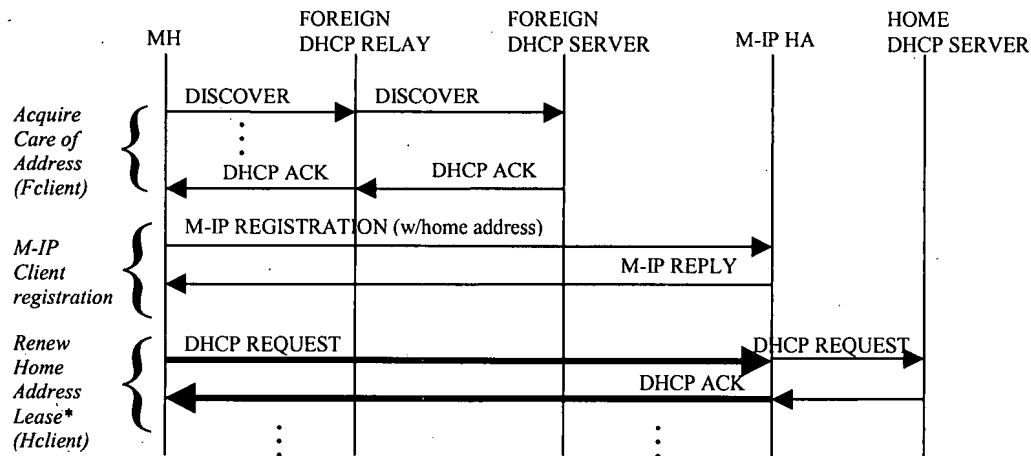 MH
FOREIGN
DHCP RELAY
FOREIGN
DHCP SERVER
M-IP HA
HOME
DHCP SERVER
Acquire
Care of
Address
(Fclient)
DISCOVER
DISCOVER
DHCP ACK
DHCP ACK
M-IP
Client
registration
M-IP REGISTRATION (w/home address)
M-IP REPLY
Renew
Home
Address
Lease*
(Hclient)
DHCP REQUEST
DHCP REQUEST
DHCP ACK